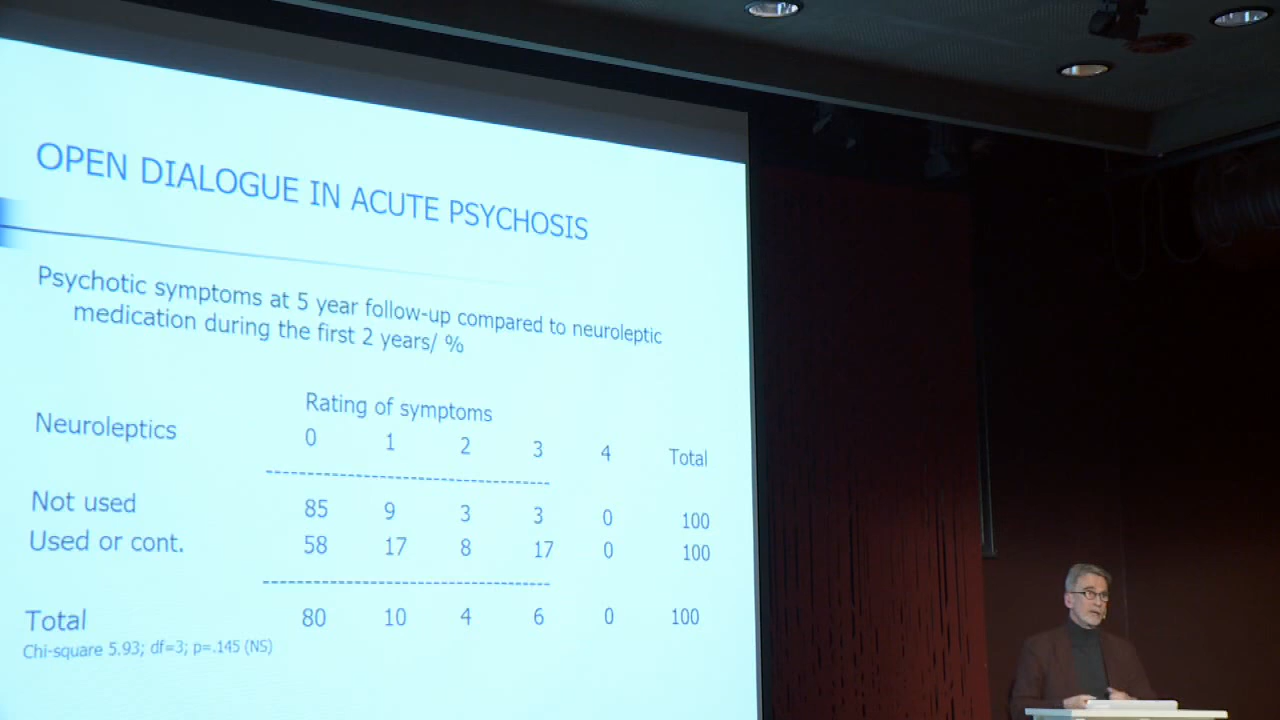 OPEN DIALOGUE IN ACUTE PSYCHOSIS
Psychotic symptoms at 5 year follow-up compared to neuroleptic
medication during the first 2 years/ %
Rating of symptoms
Neuroleptics 0 1 2 3 4 Total
-----------------------------------
Not used 85 9 3 3 0 100
Used or cont. 58 17 8 17 0 100
-----------------------------------
Total 80 10 4 6 0 100
Chi-square 5.93; df=3; p=.145 (NS)